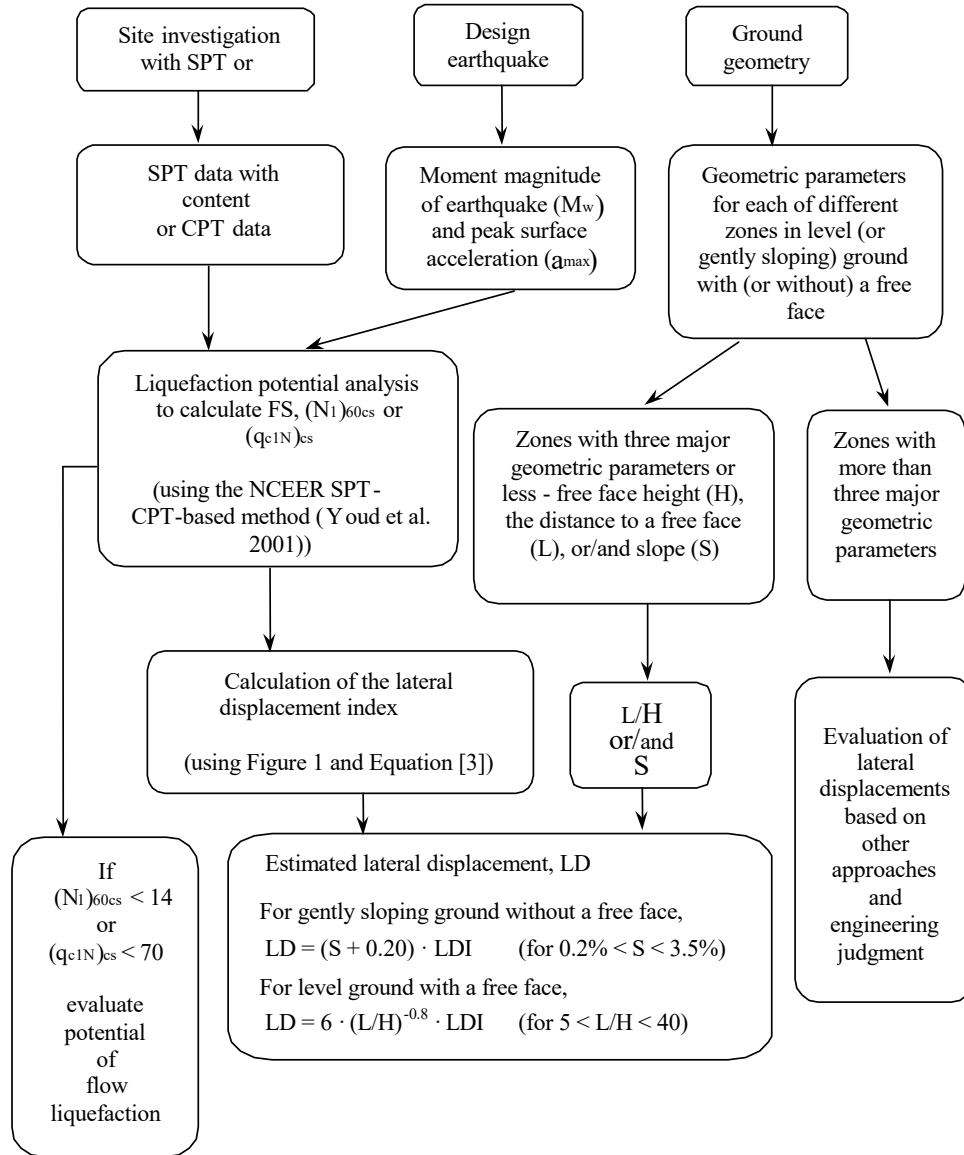 Site investigation
with SPT or
Design
earthquake
Ground
geometry
SPT data with
content
or CPT data
Moment magnitude
of earthquake (Mw)
and peak surface
acceleration (amax)
Geometric parameters
for each of different
zones in level (or
gently sloping) ground
with (or without) a free
face
Liquefaction potential analysis
to calculate FS, (N1)60cs or
(qc1N)cs
(using the NCEER SPT-
CPT-based method (Youd et al.
2001))
Zones with three major
geometric parameters or
less - free face height (H),
the distance to a free face
(L), or/and slope (S)
Zones with
more than
three major
geometric
parameters
Calculation of the lateral
displacement index
(using Figure 1 and Equation [3])
L/H
or/and
S
Evaluation of
lateral
displacements
based on
other
approaches
and
engineering
judgment
If
(N1)60cs < 14
or
(qc1N)cs < 70
evaluate
potential
of
flow
liquefaction
Estimated lateral displacement, LD
For gently sloping ground without a free face,
LD = (S + 0.20) · LDI (for 0.2% < S < 3.5%)
For level ground with a free face,
LD = 6 · (L/H)^-0.8 · LDI (for 5 < L/H < 40)